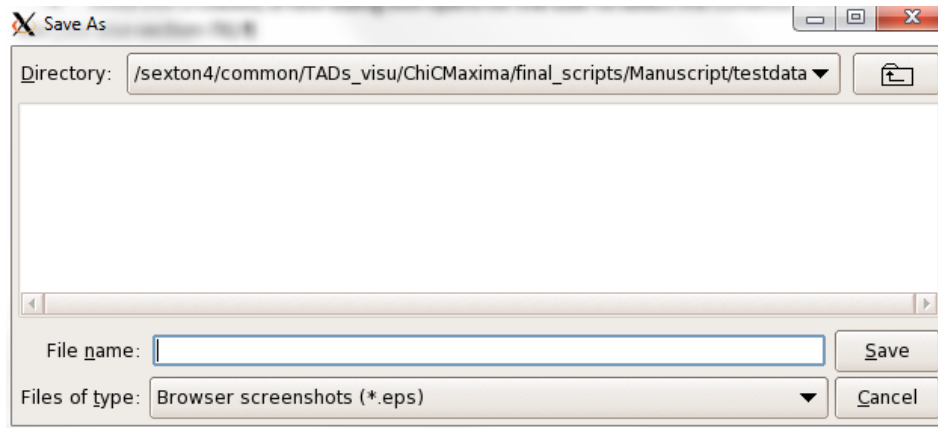 Save As
Directory: /sexton4/common/TADs_visu/ChiCMaxima/final_scripts/Manuscript/testdata
File name: Save
Files of type: Browser screenshots (*.eps) Cancel